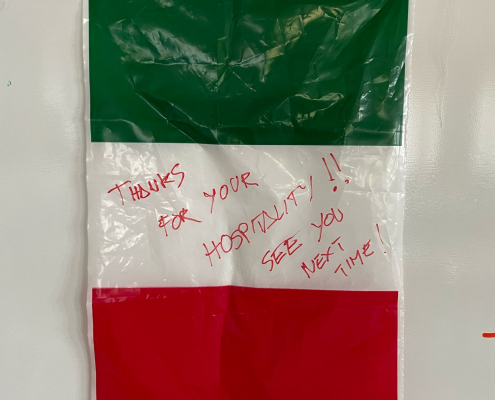 THANKS
FOR YOUR
HOSPITALITY!!
SEE YOU
NEXT
TIME!